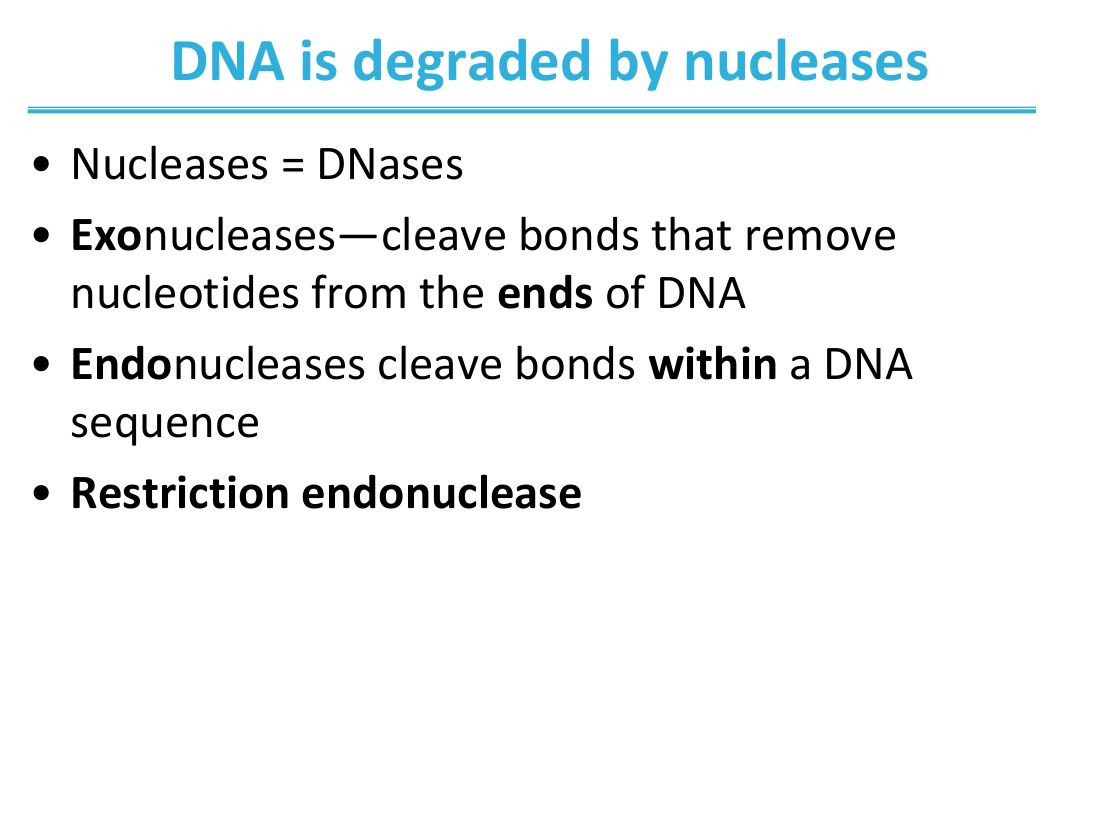 DNA is degraded by nucleases
• Nucleases = DNases
• Exonucleases—cleave bonds that remove
nucleotides from the ends of DNA
• Endonucleases cleave bonds within a DNA
sequence
• Restriction endonuclease